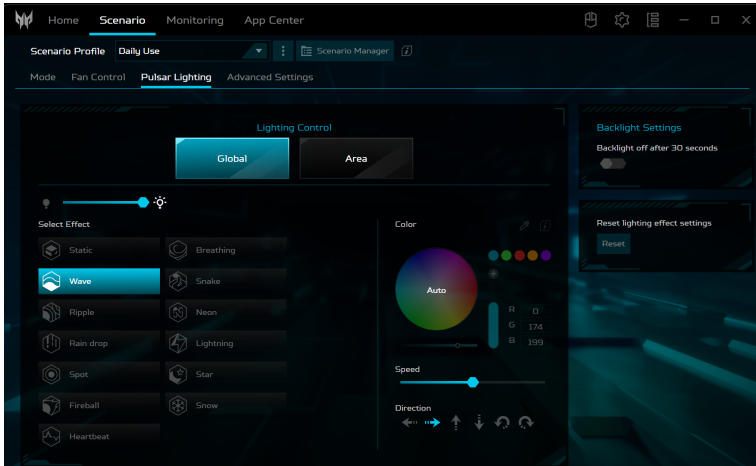 Home Scenario Monitoring App Center
Scenario Profile Daily Use Scenario Manager
Mode Fan Control Pulsar Lighting Advanced Settings
Lighting Control
Global Area
Select Effect
Static Breathing
Wave Snake
Ripple Neon
Rain drop Lightning
Spot Star
Fireball Snow
Heartbeat
Color
Auto
R 0
G 174
B 199
Speed
Direction
Backlight Settings
Backlight off after 30 seconds
Reset lighting effect settings
Reset